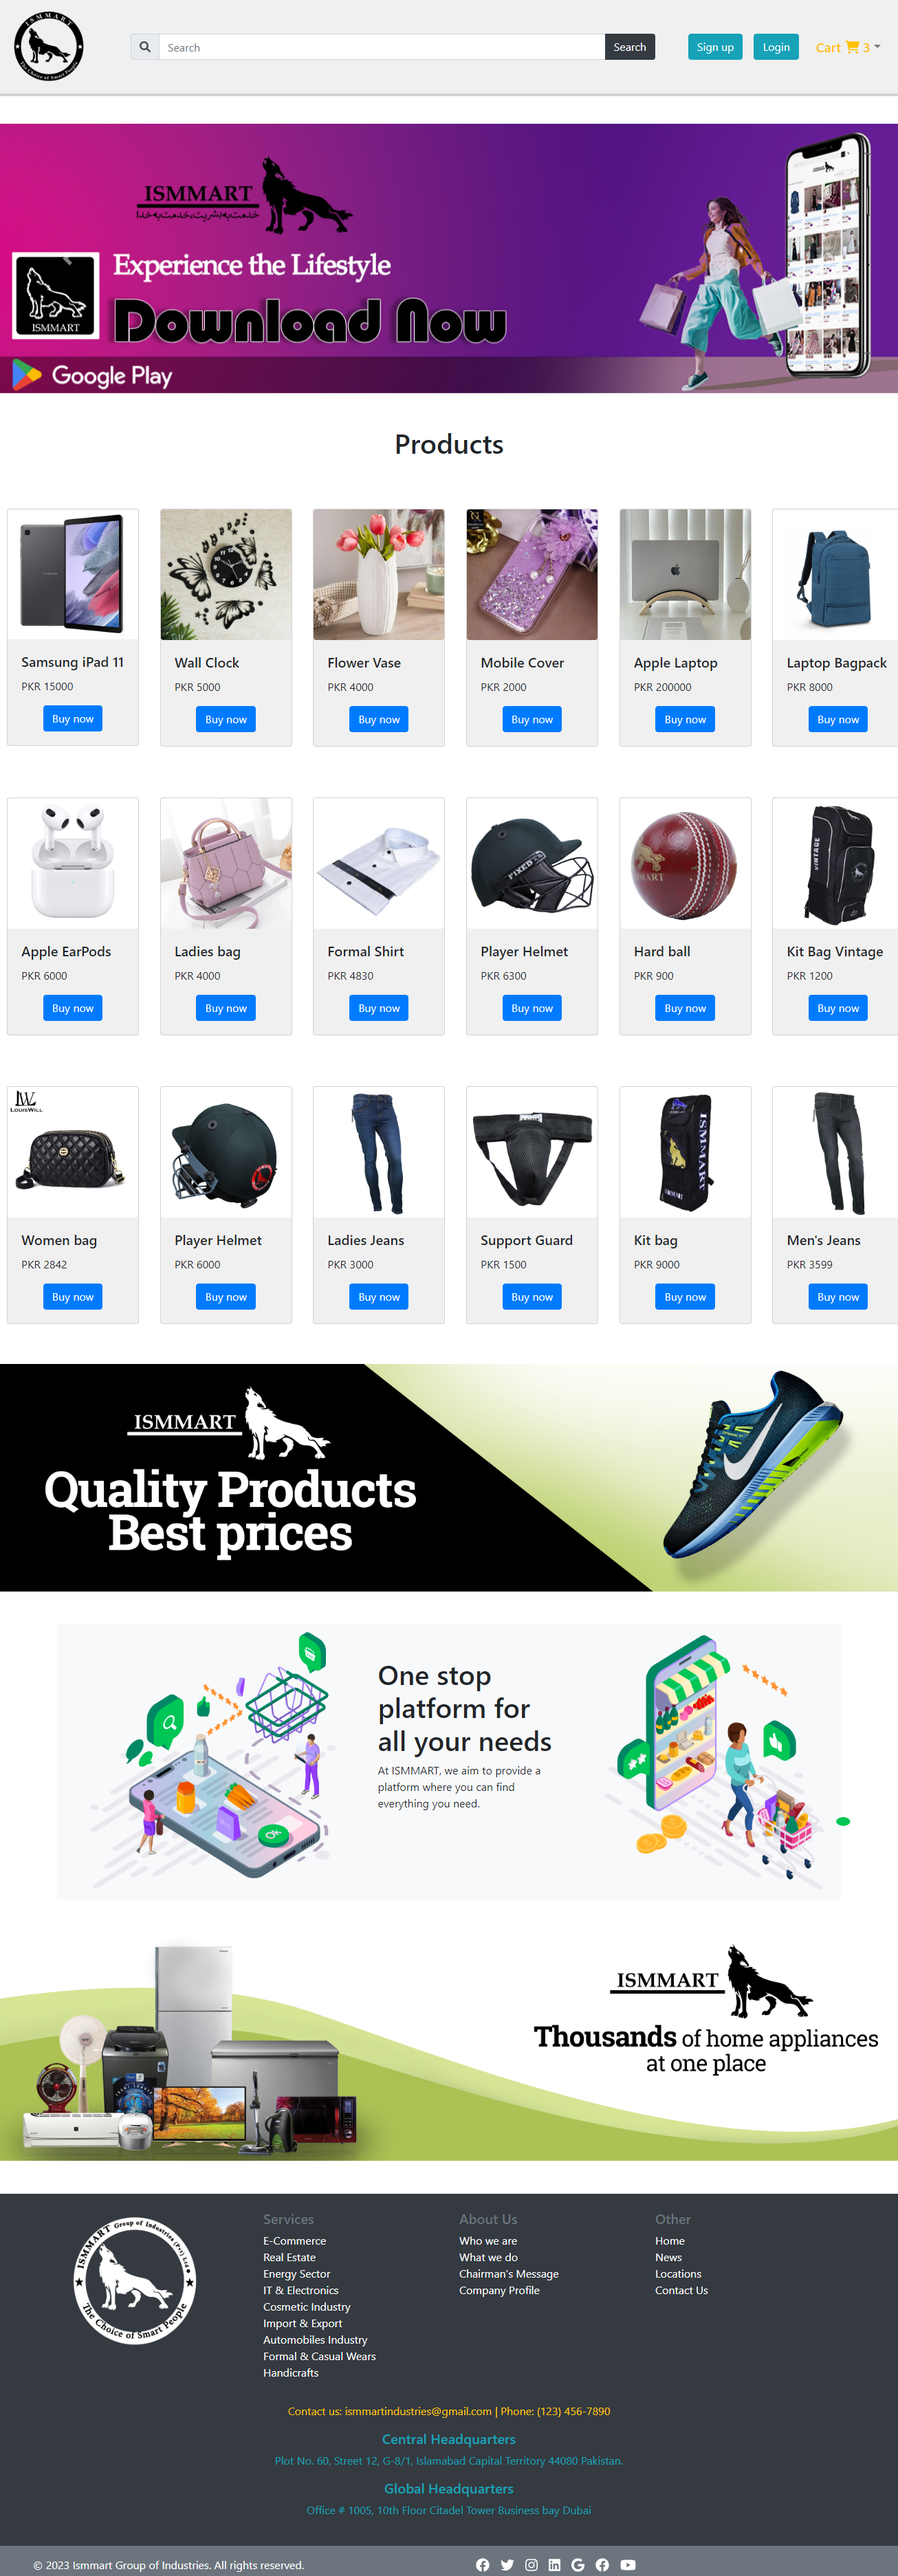 ISMMART
The Choice of Smart People
Search
Search
Sign up
Login
Cart 3
ISMMART
خدمت بہ بشریت، خدمت بہ خدا
Experience the Lifestyle
ISMMART
Download Now
Google Play
Products
Samsung iPad 11
PKR 15000
Buy now
Wall Clock
PKR 5000
Buy now
Flower Vase
PKR 4000
Buy now
Mobile Cover
PKR 2000
Buy now
Apple Laptop
PKR 200000
Buy now
Laptop Bagpack
PKR 8000
Buy now
Apple EarPods
PKR 6000
Buy now
Ladies bag
PKR 4000
Buy now
Formal Shirt
PKR 4830
Buy now
FIXED
Player Helmet
PKR 6300
Buy now
Hard ball
PKR 900
Buy now
VINTAGE
Kit Bag Vintage
PKR 1200
Buy now
LOUISWILL
Women bag
PKR 2842
Buy now
Player Helmet
PKR 6000
Buy now
Ladies Jeans
PKR 3000
Buy now
Support Guard
PKR 1500
Buy now
ISMMART
Kit bag
PKR 9000
Buy now
Men's Jeans
PKR 3599
Buy now
ISMMART
Quality Products
Best prices
One stop
platform for
all your needs
At ISMMART, we aim to provide a
platform where you can find
everything you need.
OK
ISMMART
Thousands of home appliances
at one place
ISMMART Group of Industries (Pvt) Ltd
The Choice of Smart People
Services
E-Commerce
Real Estate
Energy Sector
IT & Electronics
Cosmetic Industry
Import & Export
Automobiles Industry
Formal & Casual Wears
Handicrafts
About Us
Who we are
What we do
Chairman's Message
Company Profile
Other
Home
News
Locations
Contact Us
Contact us: ismmartindustries@gmail.com | Phone: (123) 456-7890
Central Headquarters
Plot No. 60, Street 12, G-8/1, Islamabad Capital Territory 44080 Pakistan.
Global Headquarters
Office # 1005, 10th Floor Citadel Tower Business bay Dubai
© 2023 Ismmart Group of Industries. All rights reserved.